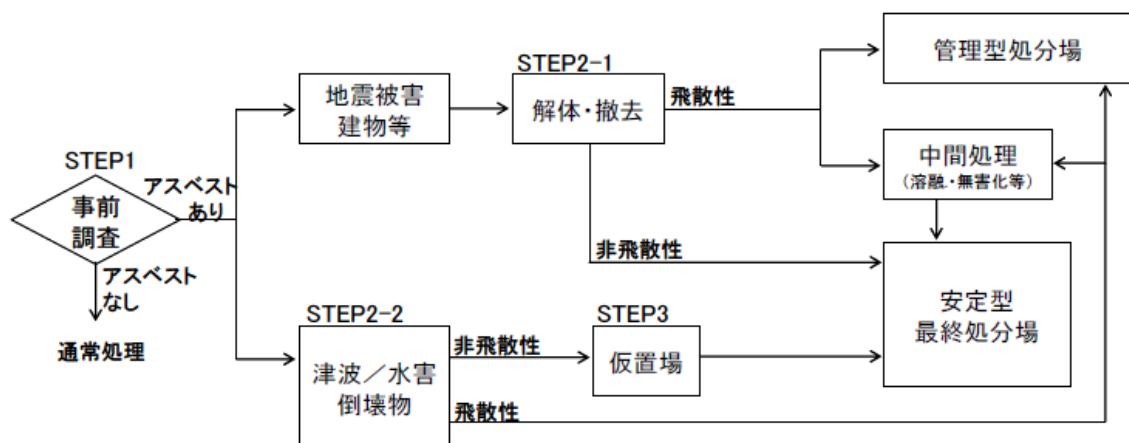 STEP1
事前
調査
アスベスト
あり
アスベスト
なし
通常処理
地震被害
建物等
STEP2-1
解体・撤去
飛散性
非飛散性
管理型処分場
中間処理
(溶融・無害化等)
安定型
最終処分場
STEP2-2
津波／水害
倒壊物
非飛散性
飛散性
STEP3
仮置場